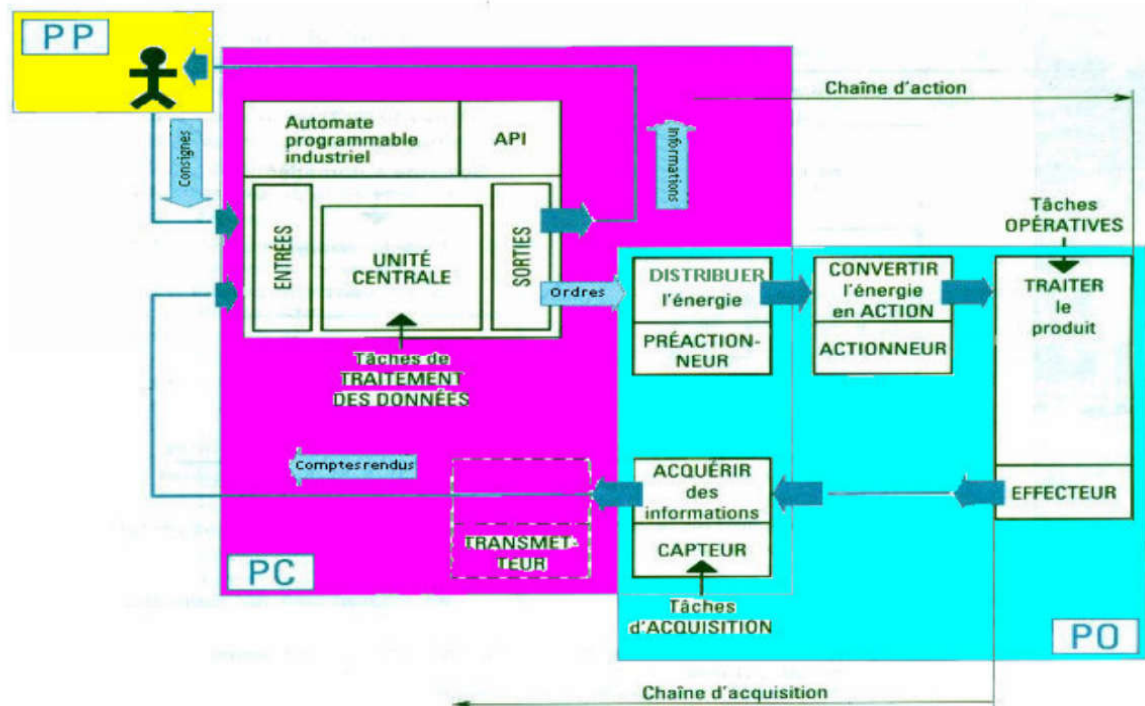 PP
Consignes
Automate
programmable
industriel
API
ENTRÉES
UNITÉ
CENTRALE
SORTIES
Tâches de
TRAITEMENT
DES DONNÉES
Informations
Chaîne d'action
Ordres
DISTRIBUER
l'énergie
PRÉACTION-
NEUR
CONVERTIR
l'énergie
en ACTION
ACTIONNEUR
Tâches
OPÉRATIVES
TRAITER
le
produit
EFFECTEUR
Comptes rendus
TRANSMET-
TEUR
ACQUÉRIR
des
informations
CAPTEUR
Tâches
d'ACQUISITION
PC
PO
Chaîne d'acquisition